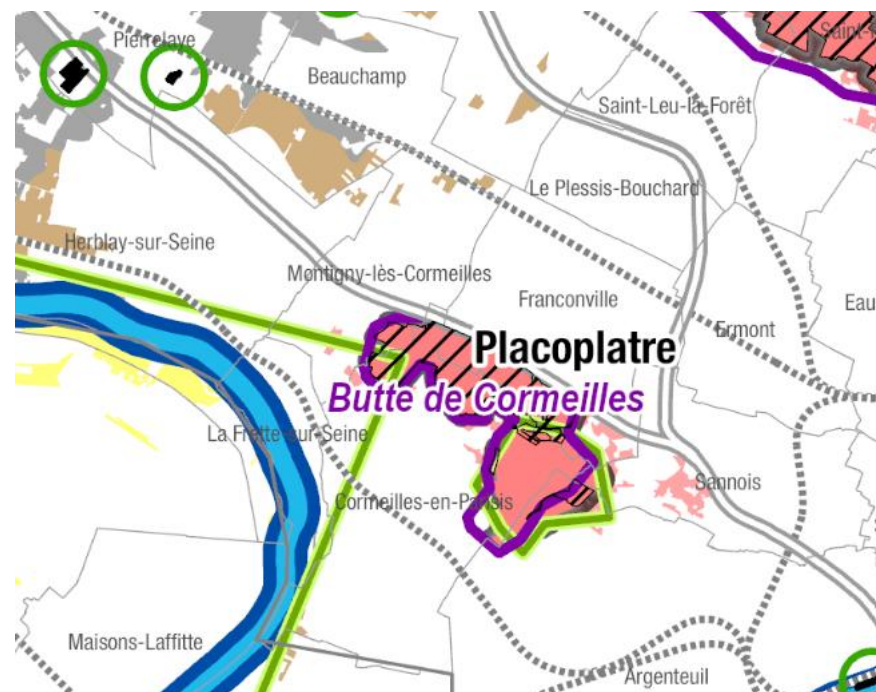 Pierrelaye
Beauchamp
Saint-Leu-la-Forêt
Le Plessis-Bouchard
Herblay-sur-Seine
Montigny-lès-Cormeilles
Franconville
Ermont
Eau
Placoplatre
Butte de Cormeilles
La Frette-sur-Seine
Sannois
Cormeilles-en-Parisis
Maisons-Laffitte
Argenteuil